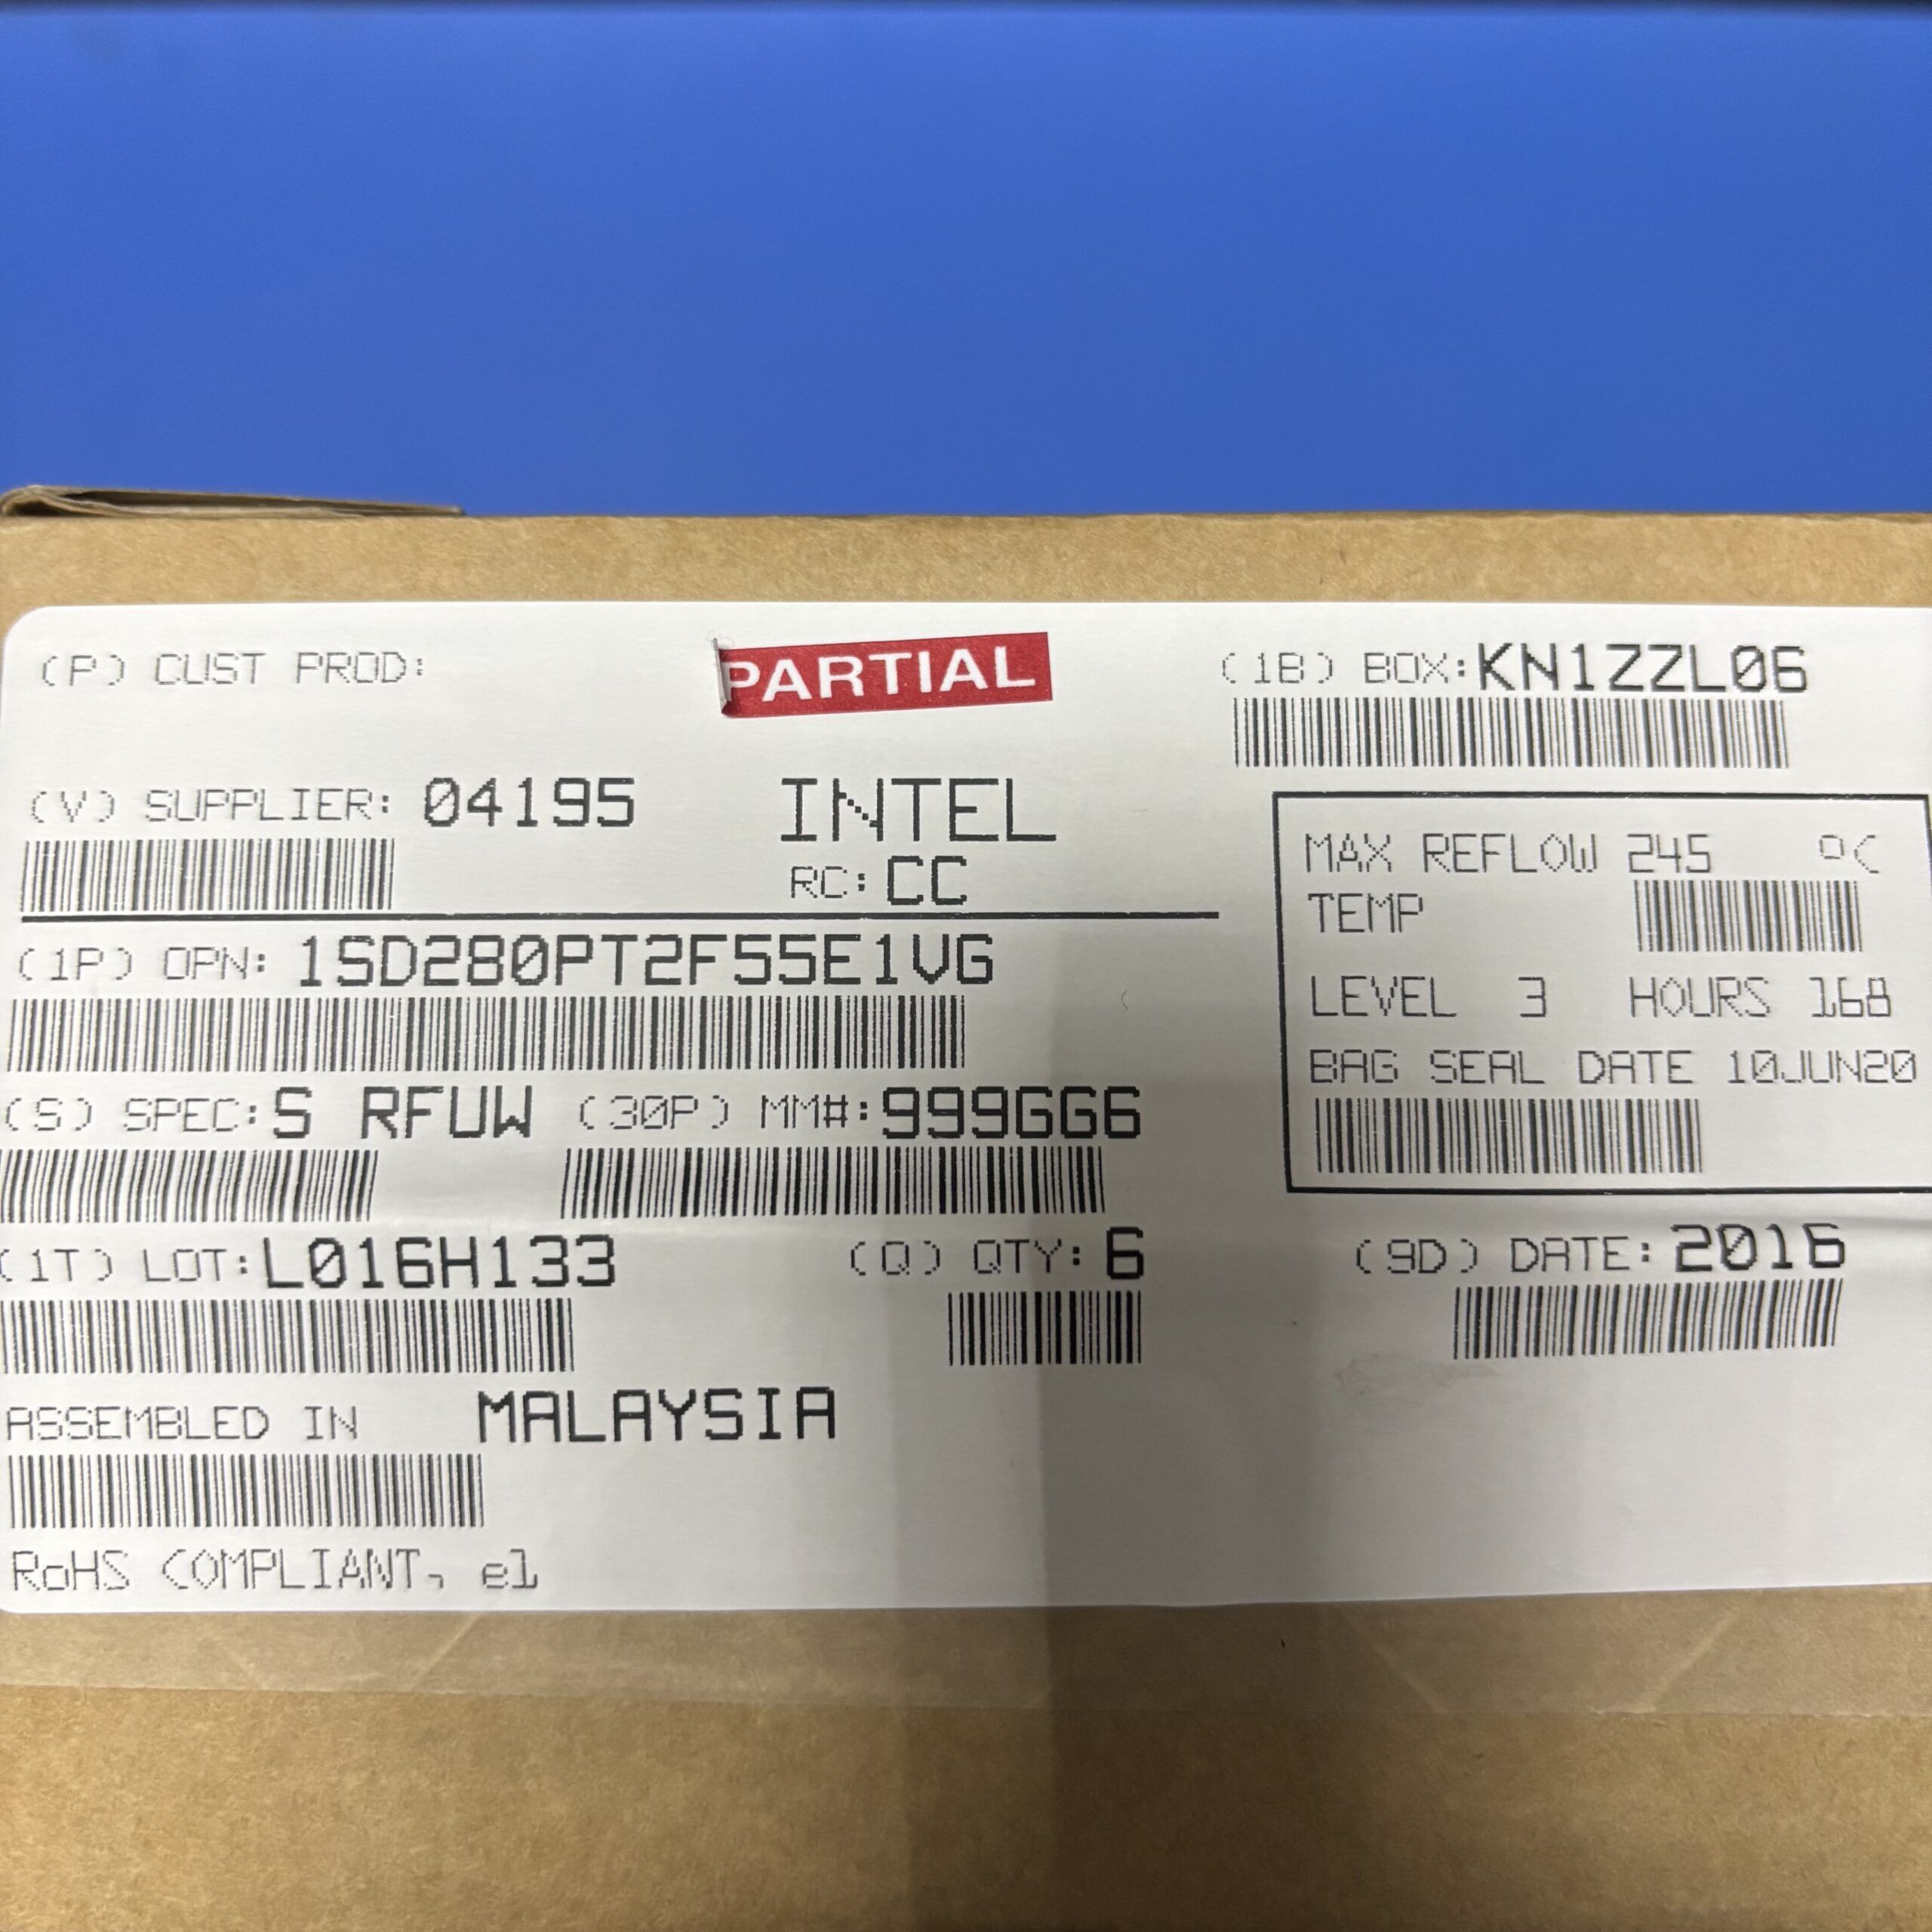 (P) CUST PROD:
PARTIAL
(1B) BOX:KN1ZZL06
(V) SUPPLIER: 04195
INTEL
RC: CC
MAX REFLOW 245 ºC
TEMP
(1P) OPN: 1SD280PT2F55E1VG
LEVEL 3 HOURS 168
BAG SEAL DATE 10JUN20
(S) SPEC:S RFUW (30P) MM#:999GG6
(1T) LOT:L016H133 (Q) QTY: 6 (9D) DATE: 2016
ASSEMBLED IN MALAYSIA
RoHS COMPLIANT, e1